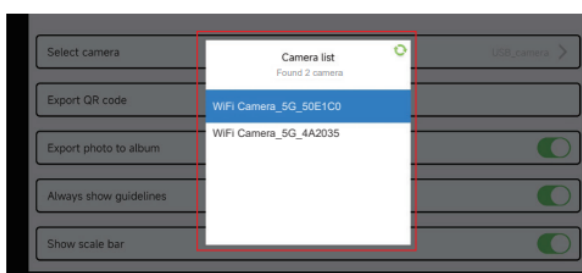 Select camera
USB_camera
Camera list
Found 2 camera
Export QR code
WiFi Camera_5G_50E1C0
WiFi Camera_5G_4A2035
Export photo to album
Always show guidelines
Show scale bar